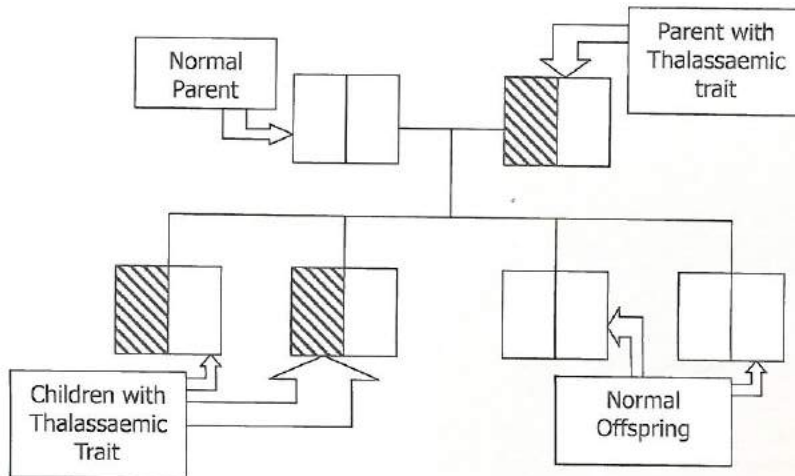 Normal
Parent
Parent with
Thalassaemic
trait
Children with
Thalassaemic
Trait
Normal
Offspring